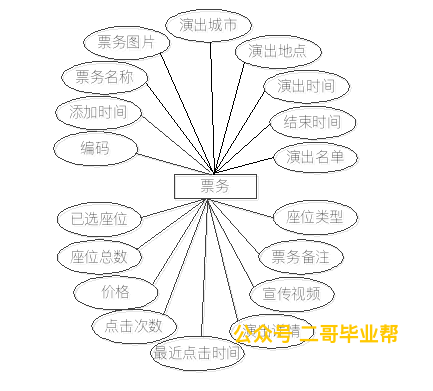 演出城市
票务图片
演出地点
票务名称
演出时间
添加时间
结束时间
编码
演出名单
票务
已选座位
座位类型
座位总数
票务备注
价格
宣传视频
点击次数
演出详情
公众号 二哥毕业帮
最近点击时间